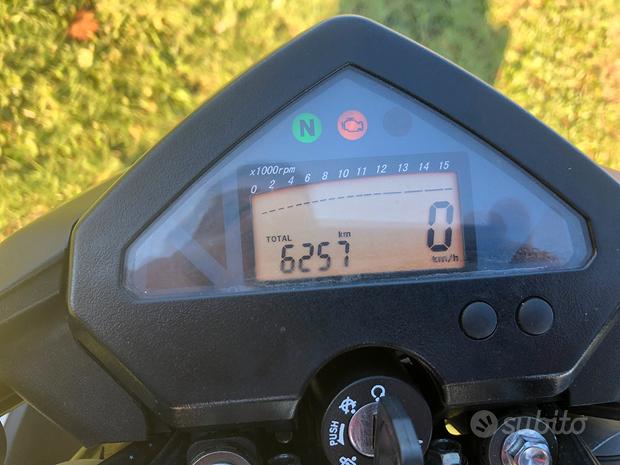 N
x1000rpm
0 2 4 6 8 10 11 12 13 14 15
TOTAL
km
6257
0
km/h
PUSH
subito